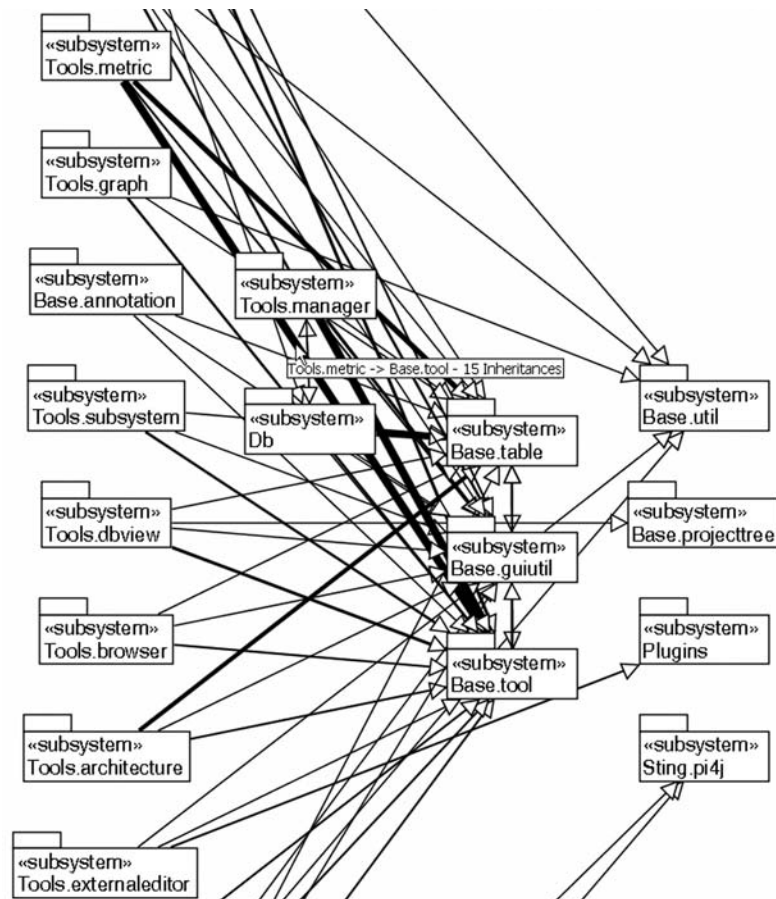 «subsystem»
Tools.metric
«subsystem»
Tools.graph
«subsystem»
Base.annotation
«subsystem»
Tools.manager
Tools.metric -> Base.tool - 15 Inheritances
«subsystem»
Tools.subsystem
«subsystem»
Db
«subsystem»
Base.table
«subsystem»
Base.util
«subsystem»
Tools.dbview
«subsystem»
Base.guiutil
«subsystem»
Base.projecttree
«subsystem»
Tools.browser
«subsystem»
Base.tool
«subsystem»
Plugins
«subsystem»
Tools.architecture
«subsystem»
Sting.pi4j
«subsystem»
Tools.externaleditor